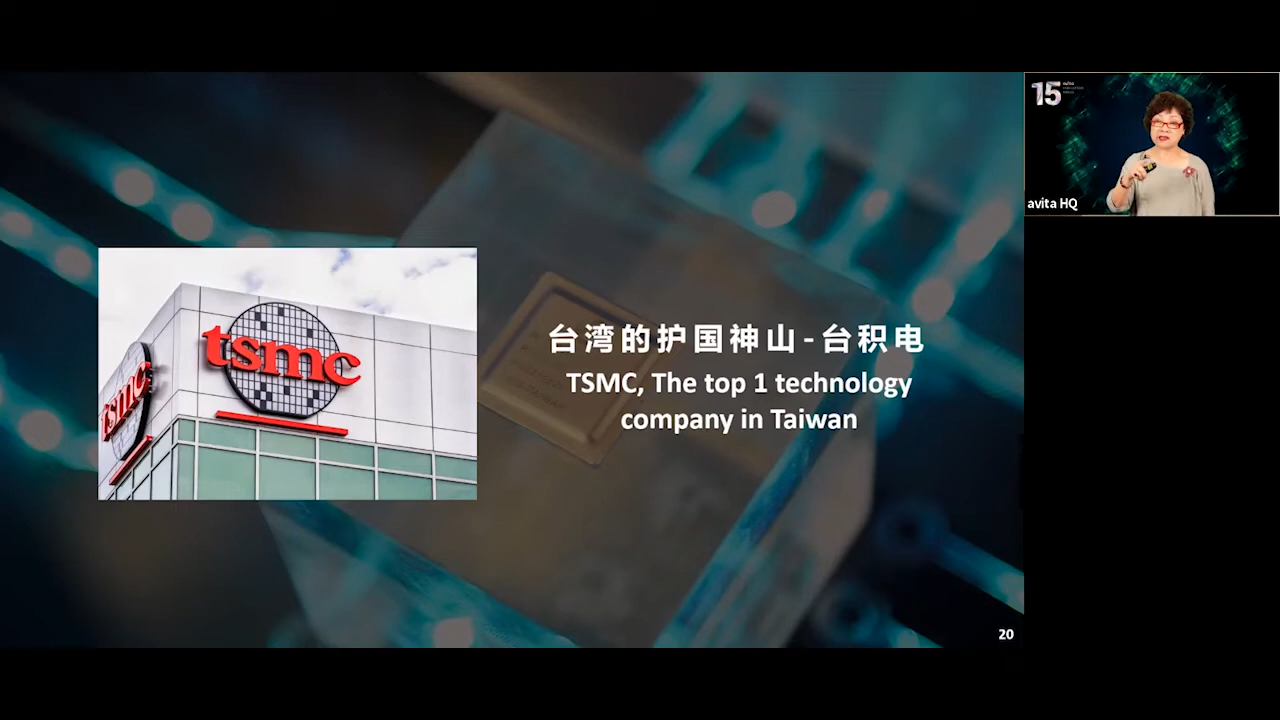 台湾的护国神山-台积电
TSMC, The top 1 technology
company in Taiwan
tsmc
tsmc
20
15
avita HQ